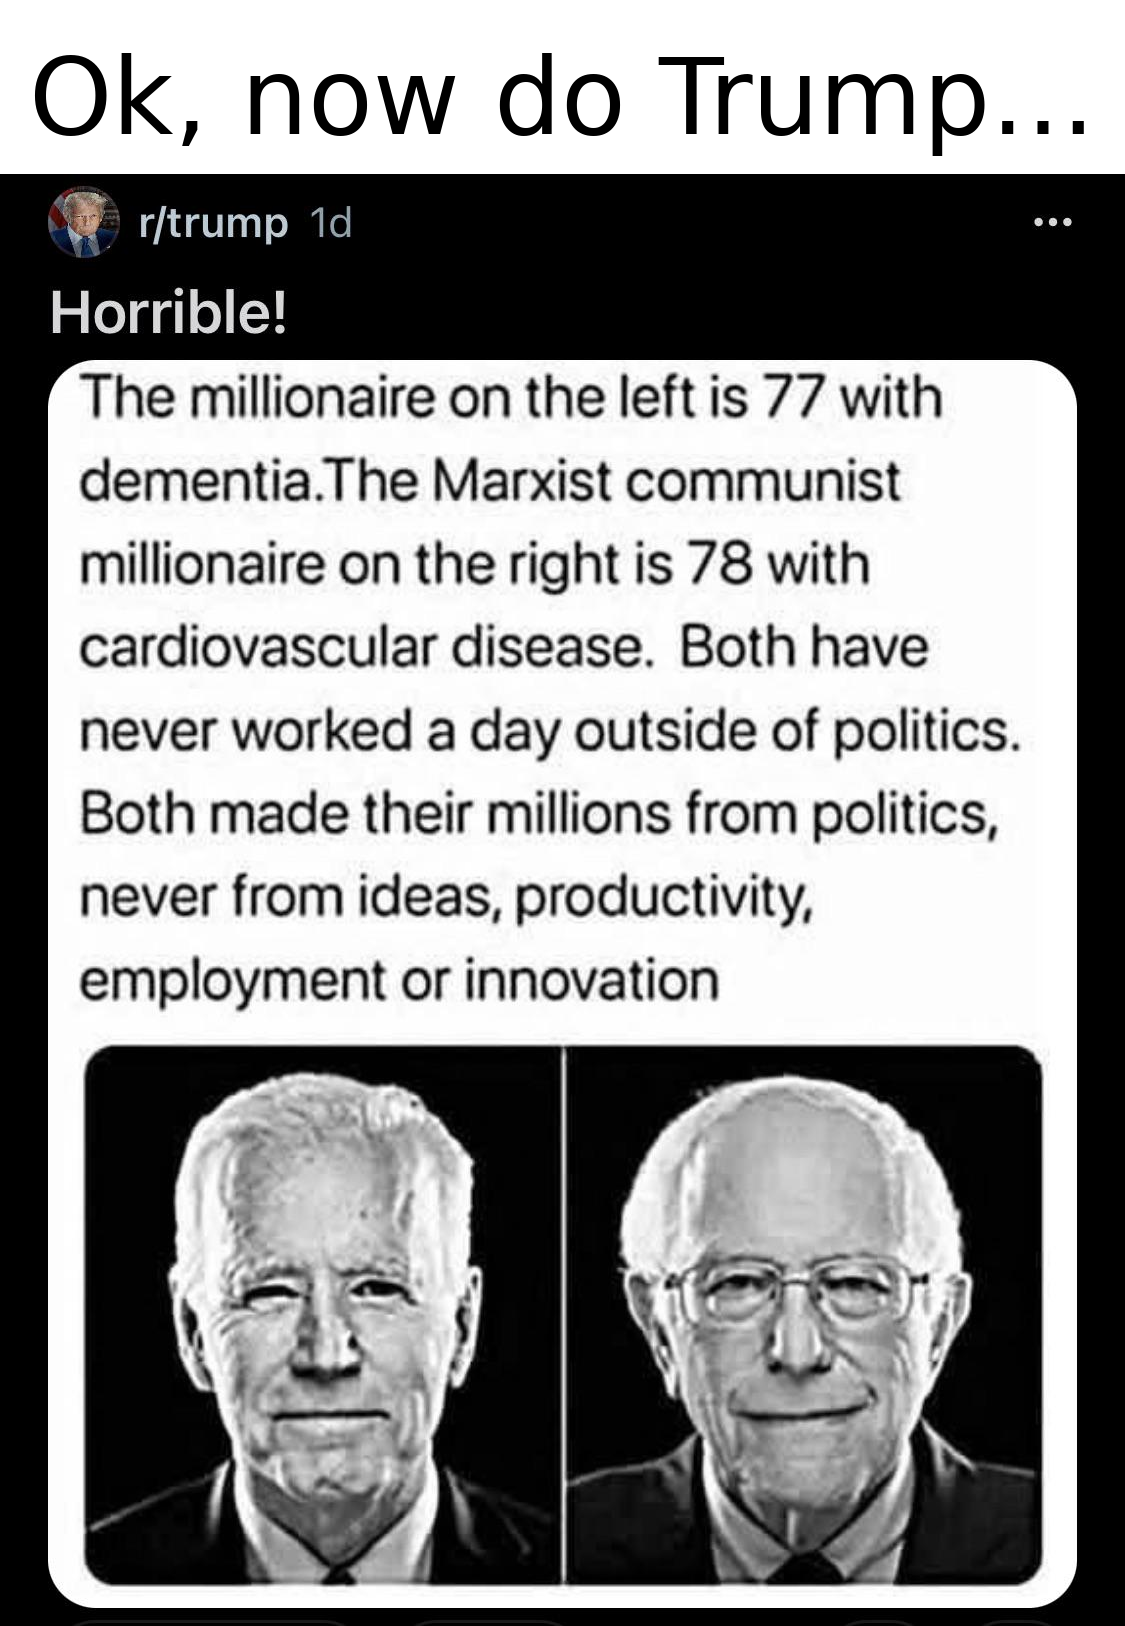 Ok, now do Trump...
r/trump 1d
Horrible!
The millionaire on the left is 77 with
dementia.The Marxist communist
millionaire on the right is 78 with
cardiovascular disease. Both have
never worked a day outside of politics.
Both made their millions from politics,
never from ideas, productivity,
employment or innovation